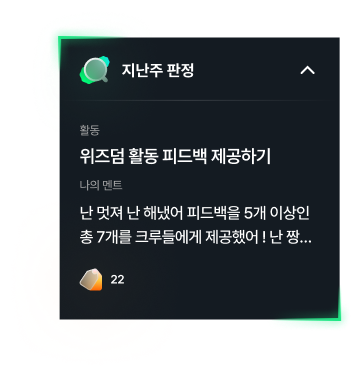 지난주 판정
활동
위즈덤 활동 피드백 제공하기
나의 멘트
난 멋져 난 해냈어 피드백을 5개 이상인
총 7개를 크루들에게 제공했어 ! 난 짱...
22